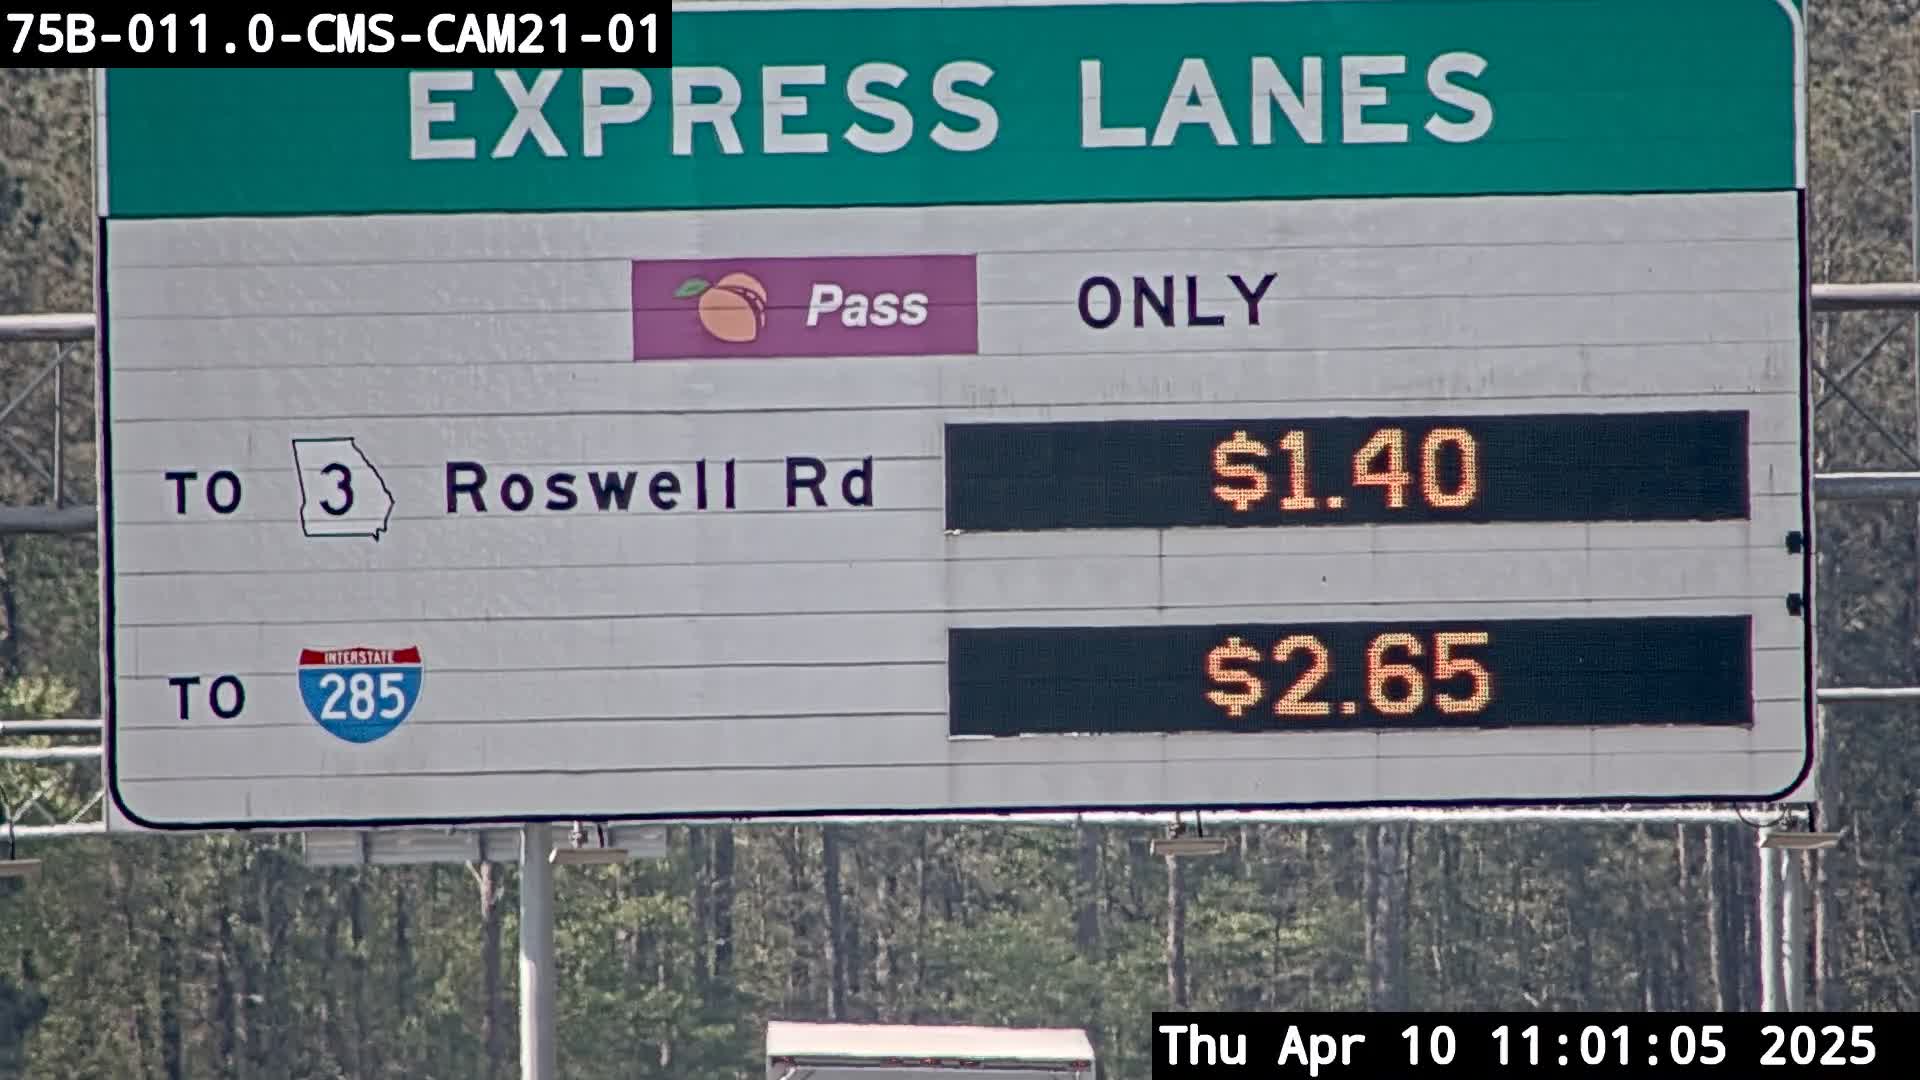 75B-011.0-CMS-CAM21-01
EXPRESS LANES
Pass ONLY
TO 3 Roswell Rd $1.40
INTERSTATE
TO 285 $2.65
Thu Apr 10 11:01:05 2025